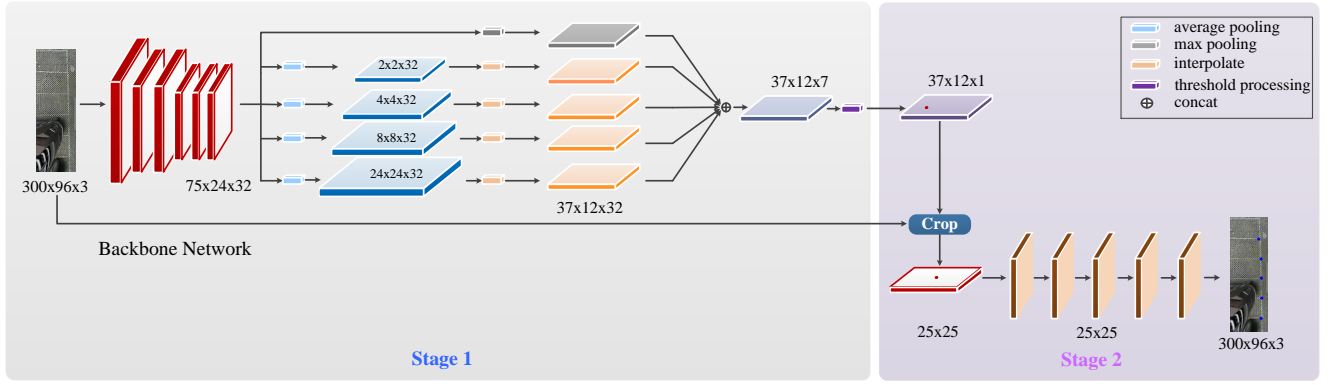 300x96x3
75x24x32
Backbone Network
2x2x32
4x4x32
8x8x32
24x24x32
37x12x32
37x12x7
Stage 1
37x12x1
Crop
25x25
25x25
300x96x3
Stage 2
average pooling
max pooling
interpolate
threshold processing
concat